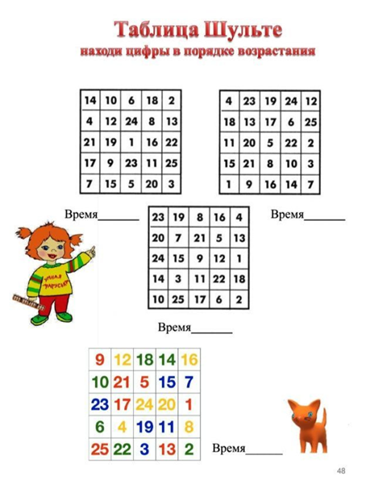 Таблица Шульте
находи цифры в порядке возрастания
14 10 6 18 2
4 12 24 8 13
21 19 1 16 22
17 9 23 11 25
7 15 5 20 3
4 23 19 24 12
18 13 17 6 25
11 20 5 22 2
15 21 8 10 3
1 9 16 14 7
Время______
Время______
23 19 8 16 4
20 7 21 5 13
24 15 9 12 1
14 3 11 22 18
10 25 17 6 2
Время______
9 12 18 14 16
10 21 5 15 7
23 17 24 20 1
6 4 19 11 8
25 22 3 13 2
Время______
48